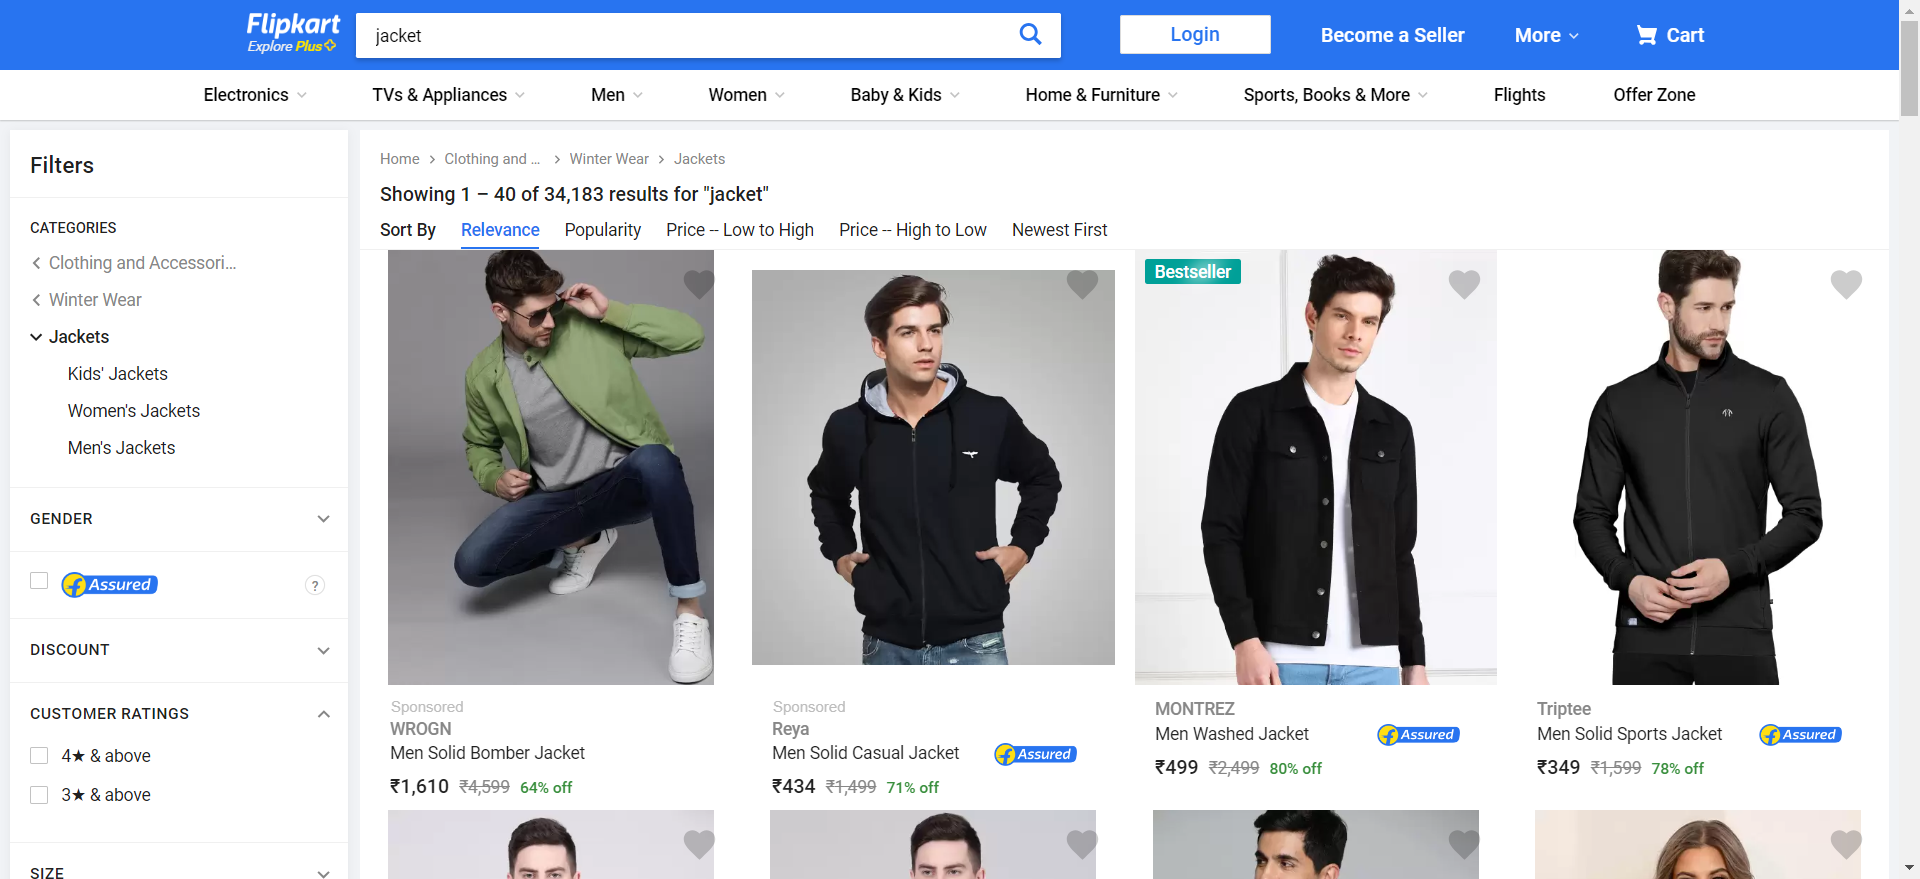 Flipkart
Explore Plus
jacket
Login
Become a Seller
More
Cart
Electronics
TVs & Appliances
Men
Women
Baby & Kids
Home & Furniture
Sports, Books & More
Flights
Offer Zone
Filters
CATEGORIES
Clothing and Accessori...
Winter Wear
Jackets
Kids' Jackets
Women's Jackets
Men's Jackets
GENDER
Assured
?
DISCOUNT
CUSTOMER RATINGS
4★ & above
3★ & above
SIZE
Home > Clothing and ... > Winter Wear > Jackets
Showing 1 – 40 of 34,183 results for "jacket"
Sort By Relevance Popularity Price -- Low to High Price -- High to Low Newest First
Sponsored
WROGN
Men Solid Bomber Jacket
₹1,610 ₹4,599 64% off
Sponsored
Reya
Men Solid Casual Jacket
Assured
₹434 ₹1,499 71% off
Bestseller
MONTREZ
Men Washed Jacket
Assured
₹499 ₹2,499 80% off
Triptee
Men Solid Sports Jacket
Assured
₹349 ₹1,599 78% off